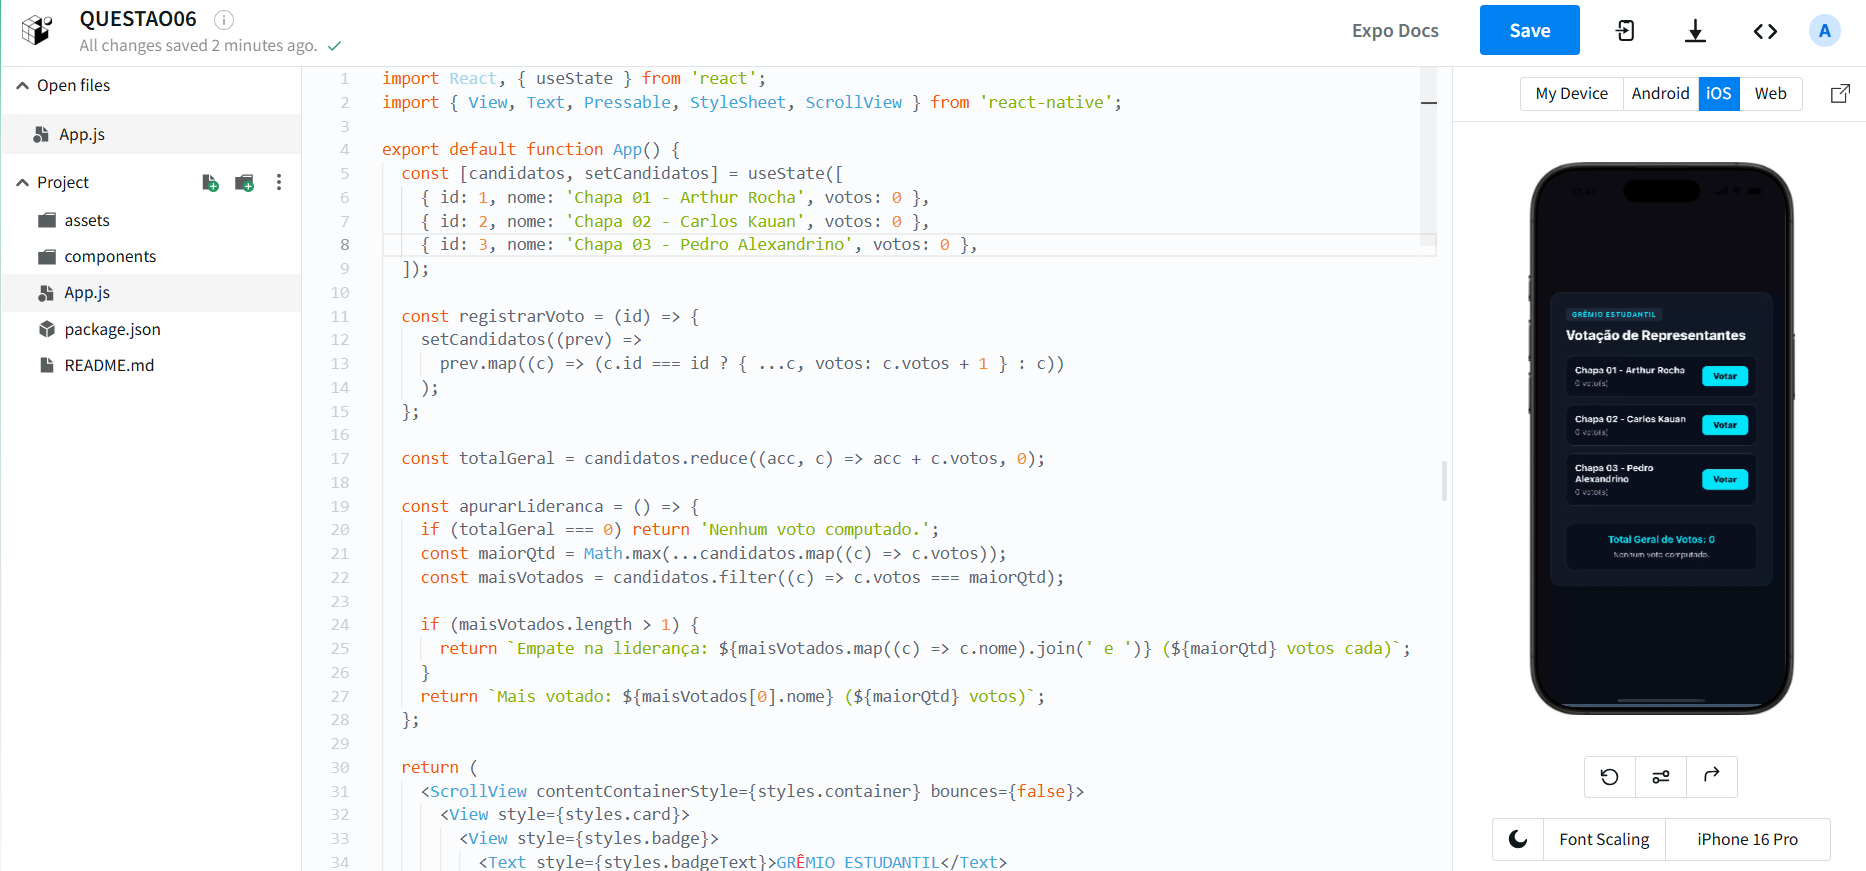 QUESTAO06
All changes saved 2 minutes ago.
Expo Docs
Save
A
Open files
App.js
Project
assets
components
App.js
package.json
README.md
1 import React, { useState } from 'react';
2 import { View, Text, Pressable, StyleSheet, ScrollView } from 'react-native';
3
4 export default function App() {
5 const [candidatos, setCandidatos] = useState([
6 { id: 1, nome: 'Chapa 01 - Arthur Rocha', votos: 0 },
7 { id: 2, nome: 'Chapa 02 - Carlos Kauan', votos: 0 },
8 { id: 3, nome: 'Chapa 03 - Pedro Alexandrino', votos: 0 },
9 ]);
10
11 const registrarVoto = (id) => {
12 setCandidatos((prev) =>
13 prev.map((c) => (c.id === id ? { ...c, votos: c.votos + 1 } : c))
14 );
15 };
16
17 const totalGeral = candidatos.reduce((acc, c) => acc + c.votos, 0);
18
19 const apurarLideranca = () => {
20 if (totalGeral === 0) return 'Nenhum voto computado.';
21 const maiorQtd = Math.max(...candidatos.map((c) => c.votos));
22 const maisVotados = candidatos.filter((c) => c.votos === maiorQtd);
23
24 if (maisVotados.length > 1) {
25 return `Empate na liderança: ${maisVotados.map((c) => c.nome).join(' e ')} (${maiorQtd} votos cada)`;
26 }
27 return `Mais votado: ${maisVotados[0].nome} (${maiorQtd} votos)`;
28 };
29
30 return (
31 <ScrollView contentContainerStyle={styles.container} bounces={false}>
32 <View style={styles.card}>
33 <View style={styles.badge}>
34 <Text style={styles.badgeText}>GRÊMIO ESTUDANTIL</Text>
My Device
Android
iOS
Web
GRÊMIO ESTUDANTIL
Votação de Representantes
Chapa 01 - Arthur Rocha
0 voto(s)
Votar
Chapa 02 - Carlos Kauan
0 voto(s)
Votar
Chapa 03 - Pedro
Alexandrino
0 voto(s)
Votar
Total Geral de Votos: 0
Nenhum voto computado.
Font Scaling
iPhone 16 Pro